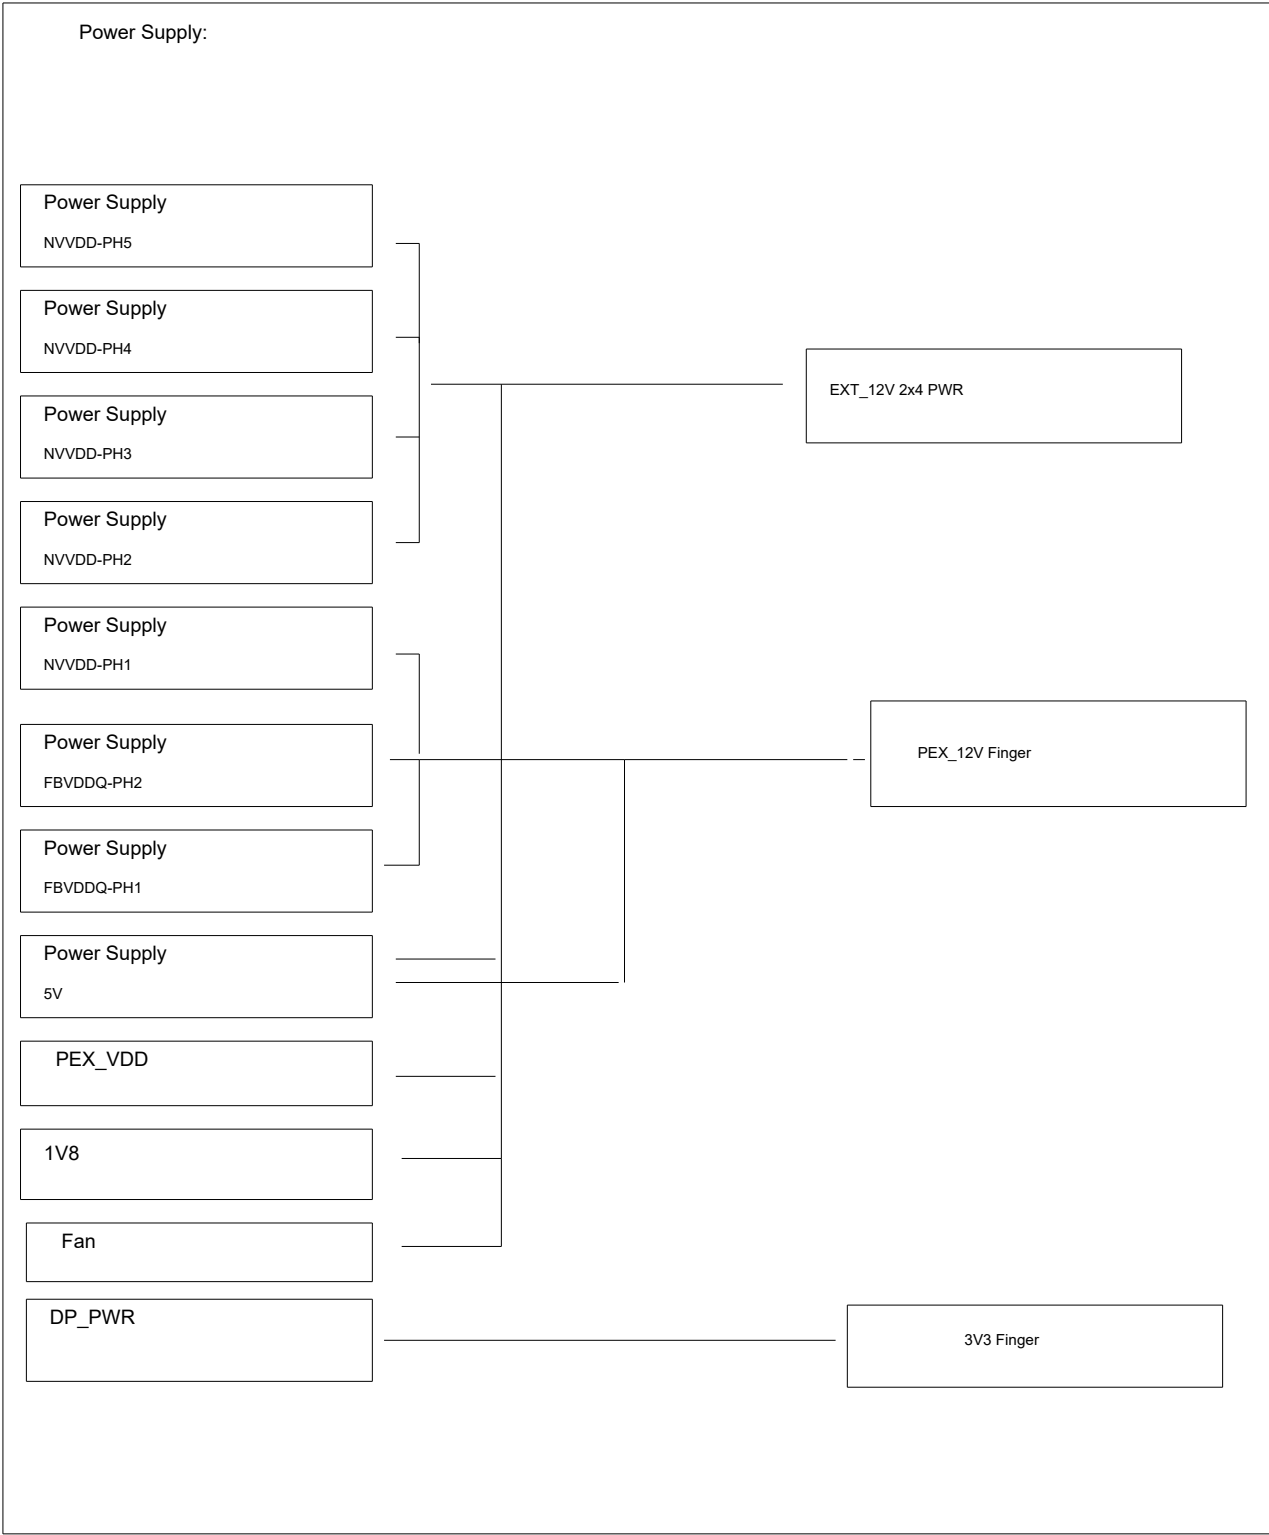 Power Supply:
Power Supply
NVVDD-PH5
Power Supply
NVVDD-PH4
Power Supply
NVVDD-PH3
Power Supply
NVVDD-PH2
Power Supply
NVVDD-PH1
Power Supply
FBVDDQ-PH2
Power Supply
FBVDDQ-PH1
Power Supply
5V
PEX_VDD
1V8
Fan
DP_PWR
EXT_12V 2x4 PWR
PEX_12V Finger
3V3 Finger